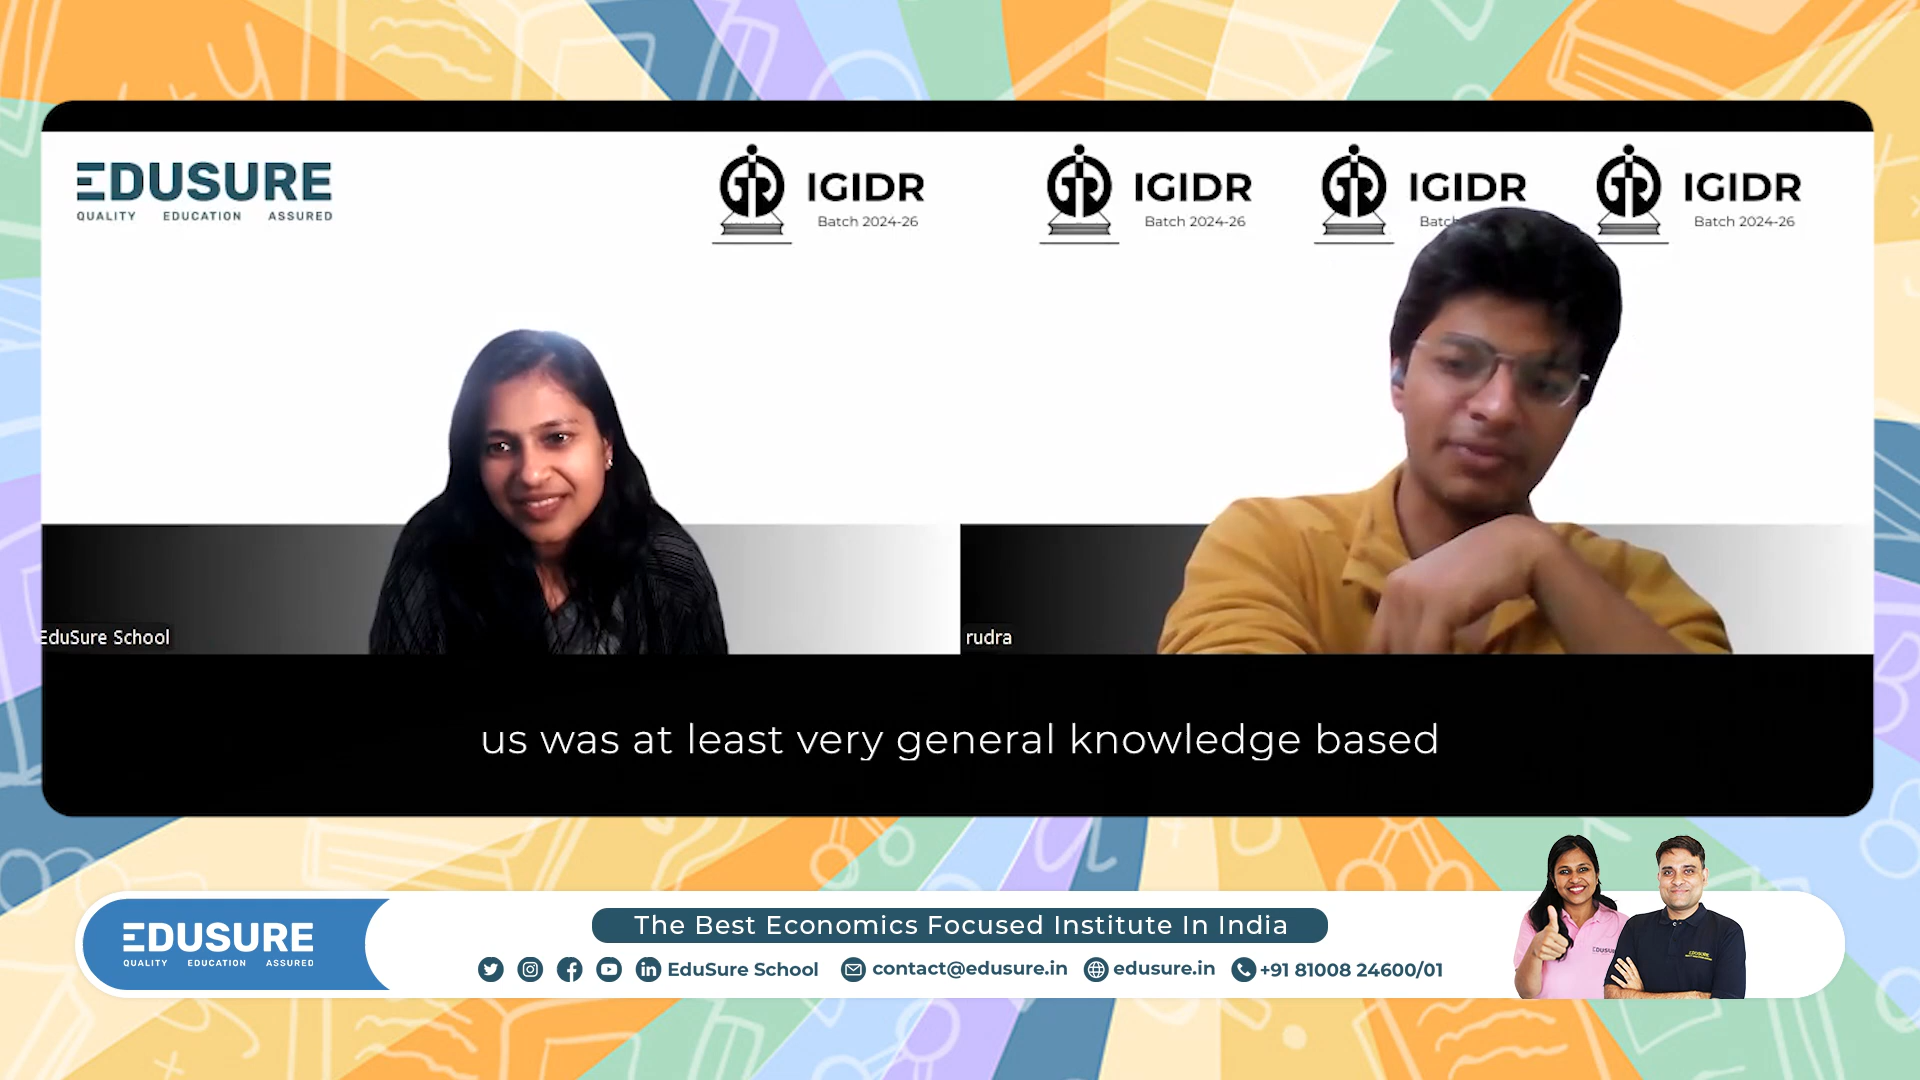 EDUSURE
QUALITY EDUCATION ASSURED
IGIDR
Batch 2024-26
IGIDR
Batch 2024-26
IGIDR
Batc
IGIDR
Batch 2024-26
EduSure School
rudra
us was at least very general knowledge based
EDUSURE
QUALITY EDUCATION ASSURED
The Best Economics Focused Institute In India
EduSure School contact@edusure.in edusure.in +91 81008 24600/01